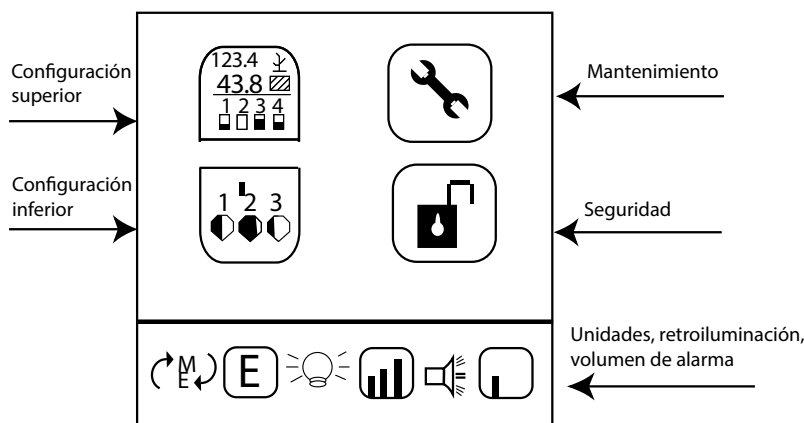 Configuración
superior
123.4
43.8
1 2 3 4
Mantenimiento
Configuración
inferior
1 2 3
Seguridad
Unidades, retroiluminación,
volumen de alarma
M
E
E